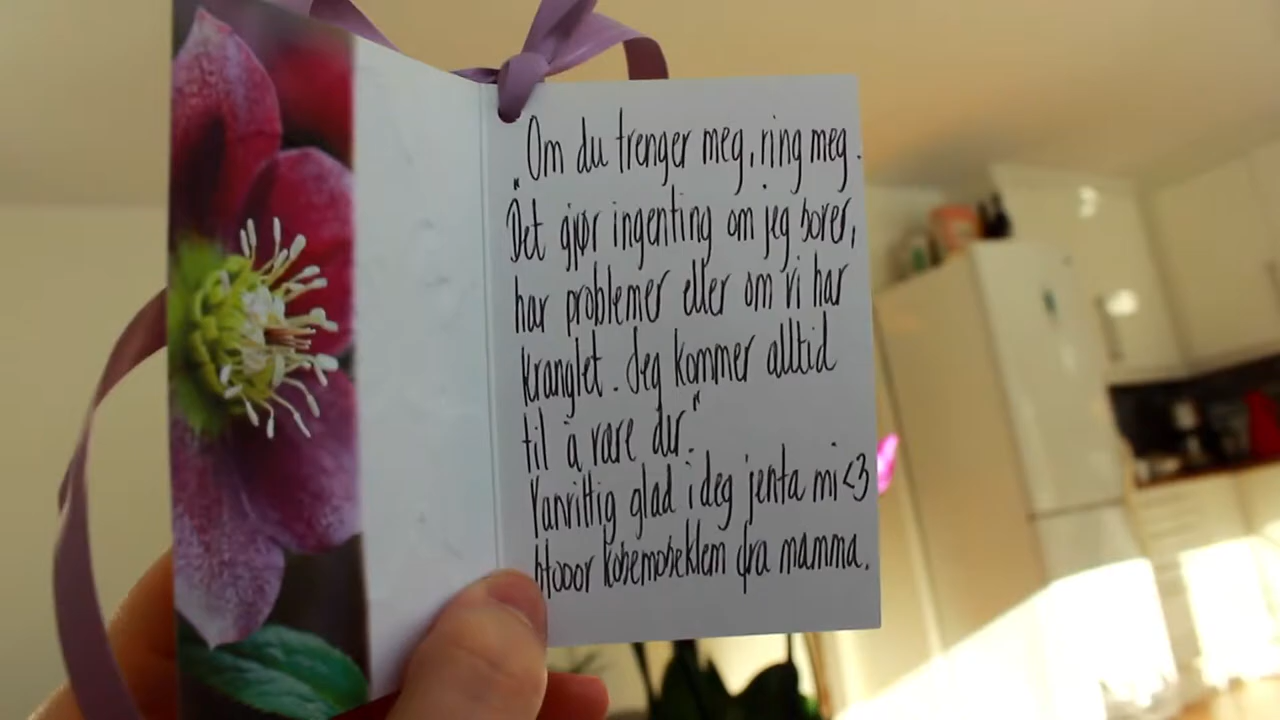 "Om du trenger meg, ring meg.
Det gjør ingenting om jeg sover,
har problemer eller om vi har
kranglet. Jeg kommer alltid
til å være der."
Vanvittig glad i deg jenta mi <3
Stooor kosemoseklem fra mamma.